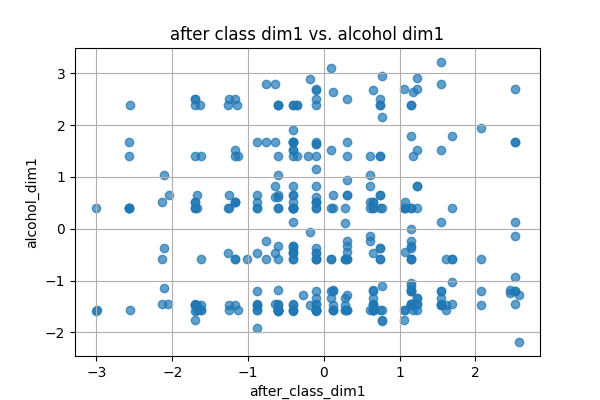 after class dim1 vs. alcohol dim1
3
2
1
0
−1
−2
alcohol_dim1
−3 −2 −1 0 1 2
after_class_dim1